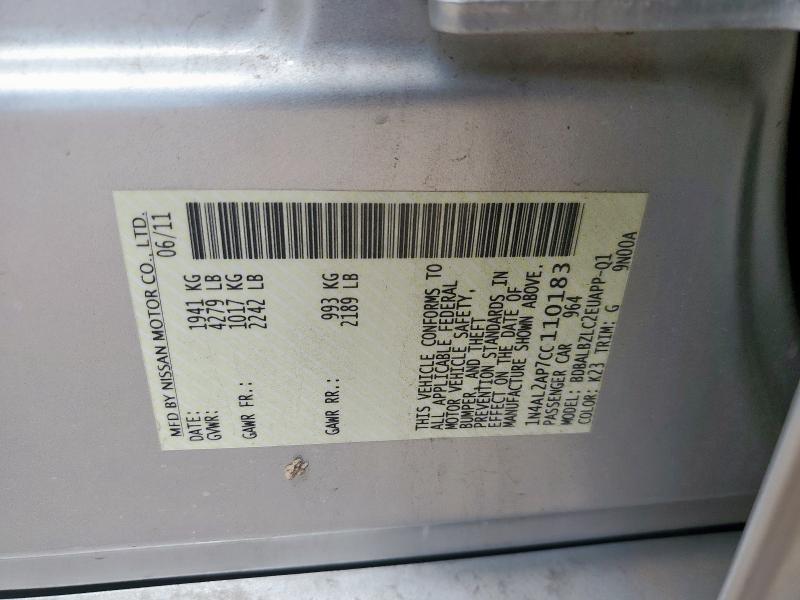 MFD BY NISSAN MOTOR CO., LTD.
DATE: 06/11
GVWR: 1941 KG
4279 LB
GAWR FR.: 1017 KG
2242 LB
GAWR RR.: 993 KG
2189 LB
THIS VEHICLE CONFORMS TO
ALL APPLICABLE FEDERAL
MOTOR VEHICLE SAFETY,
BUMPER, AND THEFT
PREVENTION STANDARDS IN
EFFECT ON THE DATE OF
MANUFACTURE SHOWN ABOVE.
1N4AL2AP7CC110183
PASSENGER CAR 964
MODEL: BDBALBZLC2EUAPP-Q1
COLOR: K23 TRIM: G 9N00A